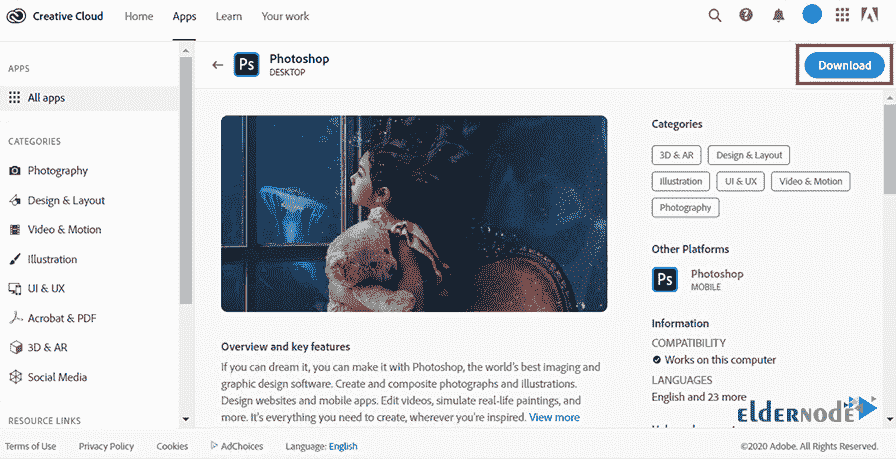 Creative Cloud
Home
Apps
Learn
Your work
APPS
All apps
CATEGORIES
Photography
Design & Layout
Video & Motion
Illustration
UI & UX
Acrobat & PDF
3D & AR
Social Media
RESOURCE LINKS
Ps
Photoshop
DESKTOP
Download
Overview and key features
If you can dream it, you can make it with Photoshop, the world's best imaging and
graphic design software. Create and composite photographs and illustrations.
Design websites and mobile apps. Edit videos, simulate real-life paintings, and
more. It's everything you need to create, wherever you're inspired. View more
Categories
3D & AR
Design & Layout
Illustration
UI & UX
Video & Motion
Photography
Other Platforms
Ps
Photoshop
MOBILE
Information
COMPATIBILITY
Works on this computer
LANGUAGES
English and 23 more
eldernode
Terms of Use
Privacy Policy
Cookies
AdChoices
Language: English
©2020 Adobe. All Rights Reserved.